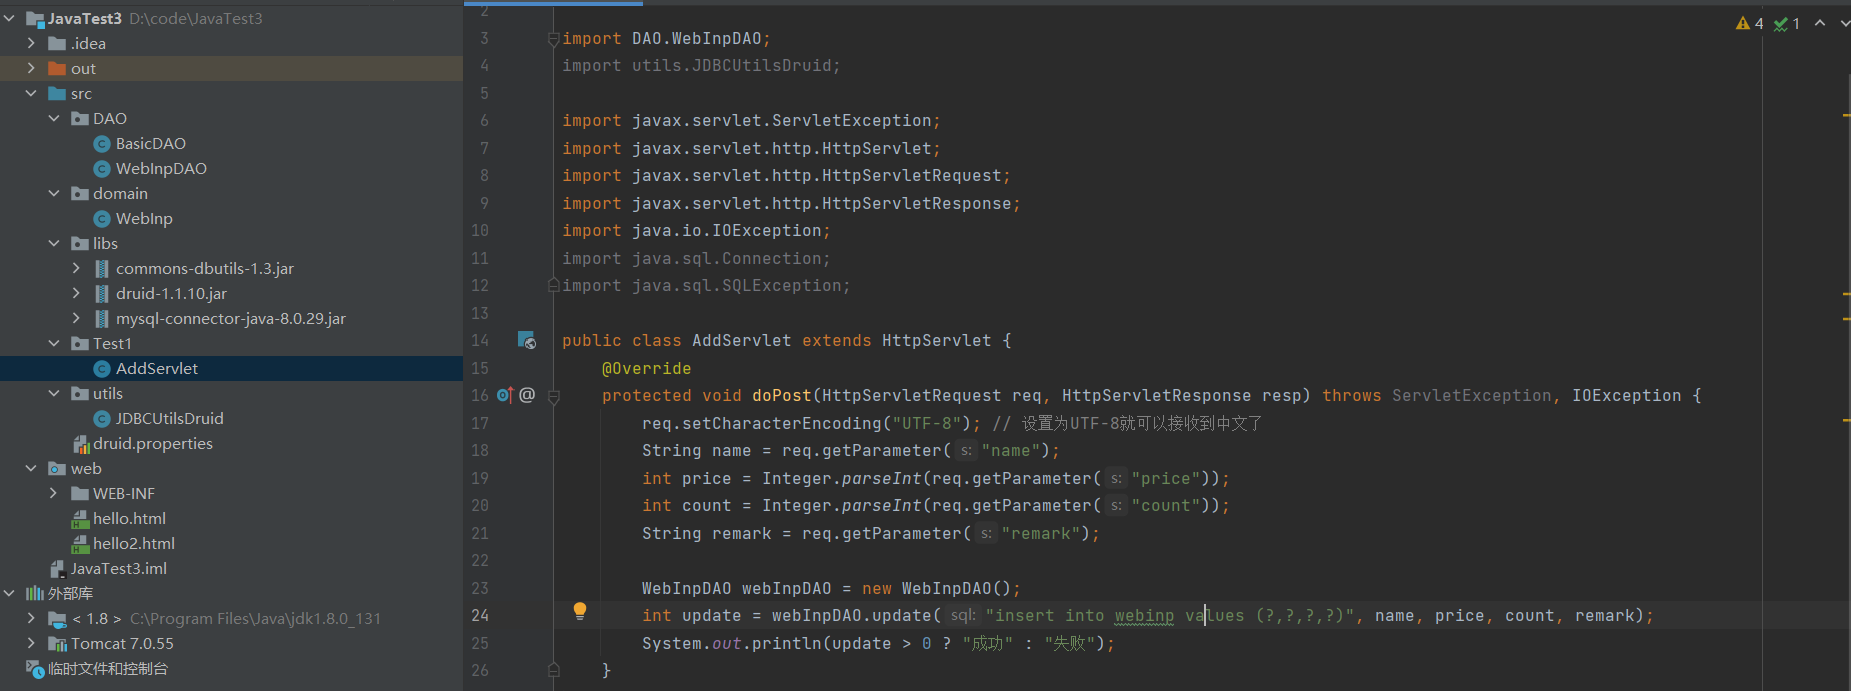 JavaTest3 D:\code\JavaTest3
.idea
out
src
DAO
BasicDAO
WebInpDAO
domain
WebInp
libs
commons-dbutils-1.3.jar
druid-1.1.10.jar
mysql-connector-java-8.0.29.jar
Test1
AddServlet
utils
JDBCUtilsDruid
druid.properties
web
WEB-INF
hello.html
hello2.html
JavaTest3.iml
外部库
< 1.8 > C:\Program Files\Java\jdk1.8.0_131
Tomcat 7.0.55
临时文件和控制台
4 1
2
3 import DAO.WebInpDAO;
4 import utils.JDBCUtilsDruid;
5
6 import javax.servlet.ServletException;
7 import javax.servlet.http.HttpServlet;
8 import javax.servlet.http.HttpServletRequest;
9 import javax.servlet.http.HttpServletResponse;
10 import java.io.IOException;
11 import java.sql.Connection;
12 import java.sql.SQLException;
13
14 public class AddServlet extends HttpServlet {
15 @Override
16 @ protected void doPost(HttpServletRequest req, HttpServletResponse resp) throws ServletException, IOException {
17 req.setCharacterEncoding("UTF-8"); // 设置为UTF-8就可以接收到中文了
18 String name = req.getParameter( s: "name");
19 int price = Integer.parseInt(req.getParameter( s: "price"));
20 int count = Integer.parseInt(req.getParameter( s: "count"));
21 String remark = req.getParameter( s: "remark");
22
23 WebInpDAO webInpDAO = new WebInpDAO();
24 int update = webInpDAO.update( sql: "insert into webinp values (?,?,?,?)", name, price, count, remark);
25 System.out.println(update > 0 ? "成功" : "失败");
26 }